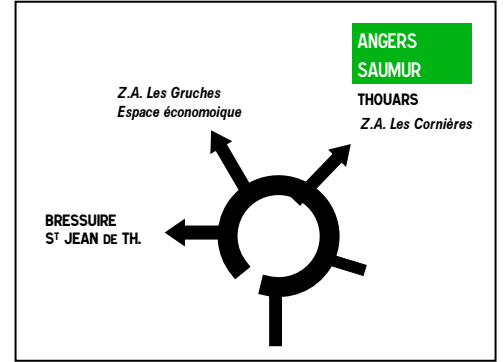 ANGERS
SAUMUR
THOUARS
Z.A. Les Cornières
Z.A. Les Gruches
Espace économoique
BRESSUIRE
Sᵀ JEAN DE TH.